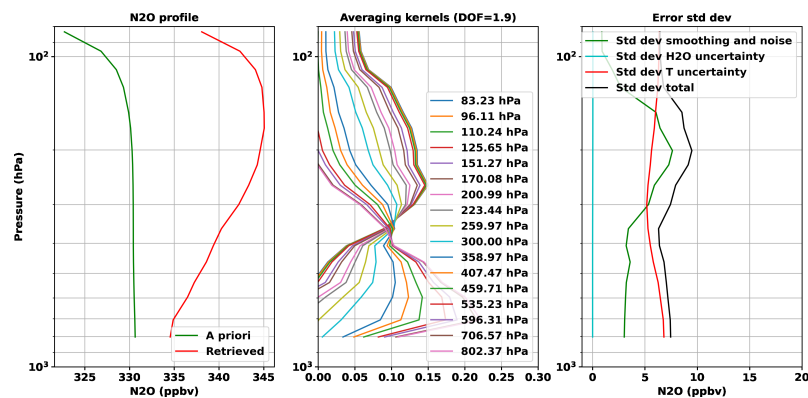 N2O profile
Pressure (hPa)
10²
10³
325
330
335
340
345
N2O (ppbv)
A priori
Retrieved
Averaging kernels (DOF=1.9)
10²
10³
0.00
0.05
0.10
0.15
0.20
0.25
0.30
83.23 hPa
96.11 hPa
110.24 hPa
125.65 hPa
151.27 hPa
170.08 hPa
200.99 hPa
223.44 hPa
259.97 hPa
300.00 hPa
358.97 hPa
407.47 hPa
459.71 hPa
535.23 hPa
596.31 hPa
706.57 hPa
802.37 hPa
Error std dev
10²
10³
0
5
10
15
20
N2O (ppbv)
Std dev smoothing and noise
Std dev H2O uncertainty
Std dev T uncertainty
Std dev total